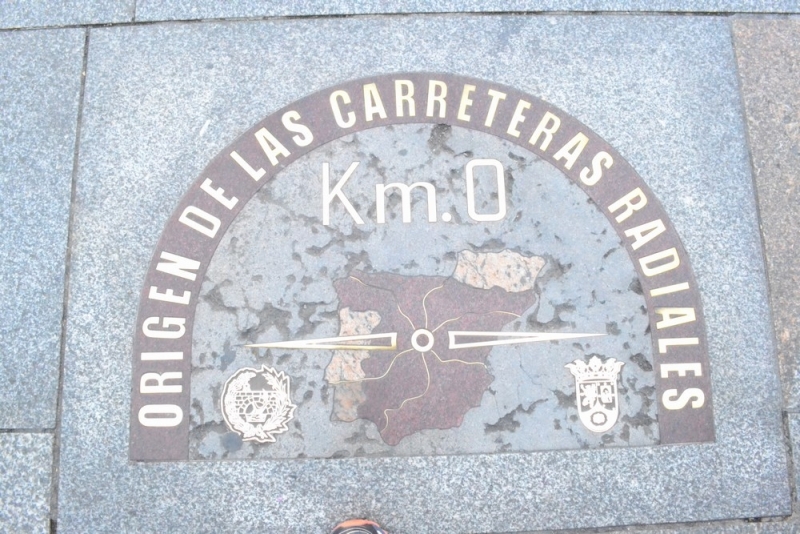 ORIGEN DE LAS CARRETERAS RADIALES
Km.0